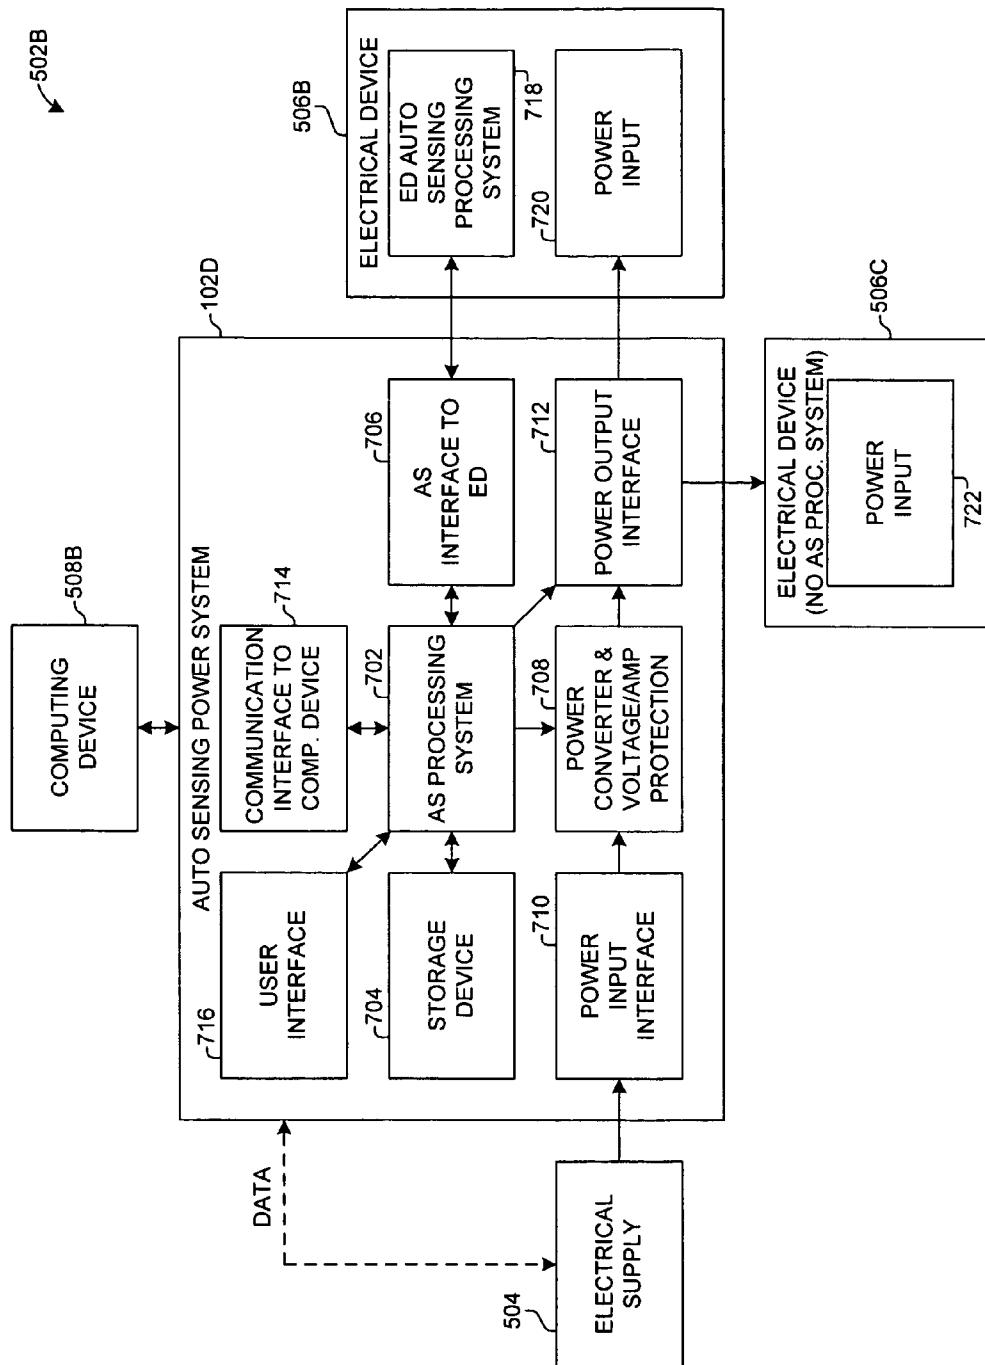 502B
508B
COMPUTING
DEVICE
102D
AUTO SENSING POWER SYSTEM
716
USER
INTERFACE
714
COMMUNICATION
INTERFACE TO
COMP. DEVICE
704
STORAGE
DEVICE
702
AS PROCESSING
SYSTEM
706
AS
INTERFACE TO
ED
710
POWER
INPUT
INTERFACE
708
POWER
CONVERTER &
VOLTAGE/AMP
PROTECTION
712
POWER OUTPUT
INTERFACE
DATA
504
ELECTRICAL
SUPPLY
506B
ELECTRICAL DEVICE
ED AUTO
SENSING
PROCESSING
SYSTEM
718
720
POWER
INPUT
506C
ELECTRICAL DEVICE
(NO AS PROC. SYSTEM)
POWER
INPUT
722